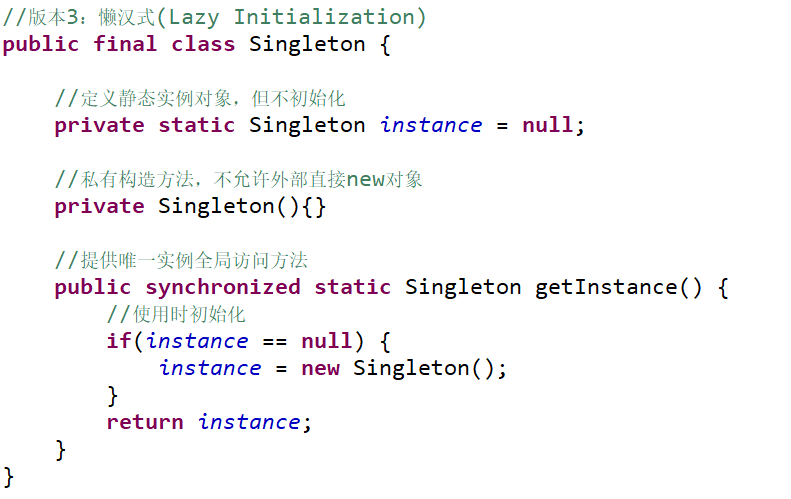 //版本3：懒汉式(Lazy Initialization)
public final class Singleton {
//定义静态实例对象，但不初始化
private static Singleton instance = null;
//私有构造方法，不允许外部直接new对象
private Singleton(){}
//提供唯一实例全局访问方法
public synchronized static Singleton getInstance() {
//使用时初始化
if(instance == null) {
instance = new Singleton();
}
return instance;
}
}